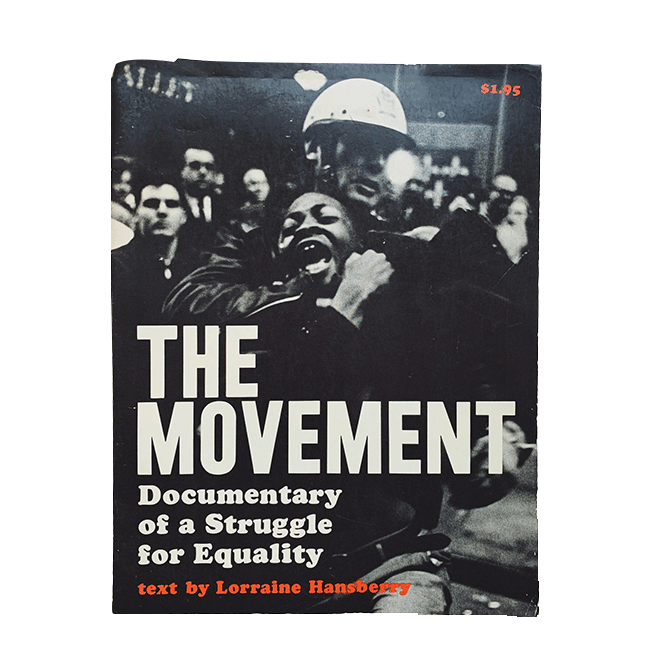 $1.95
THE
MOVEMENT
Documentary
of a Struggle
for Equality
text by Lorraine Hansberry